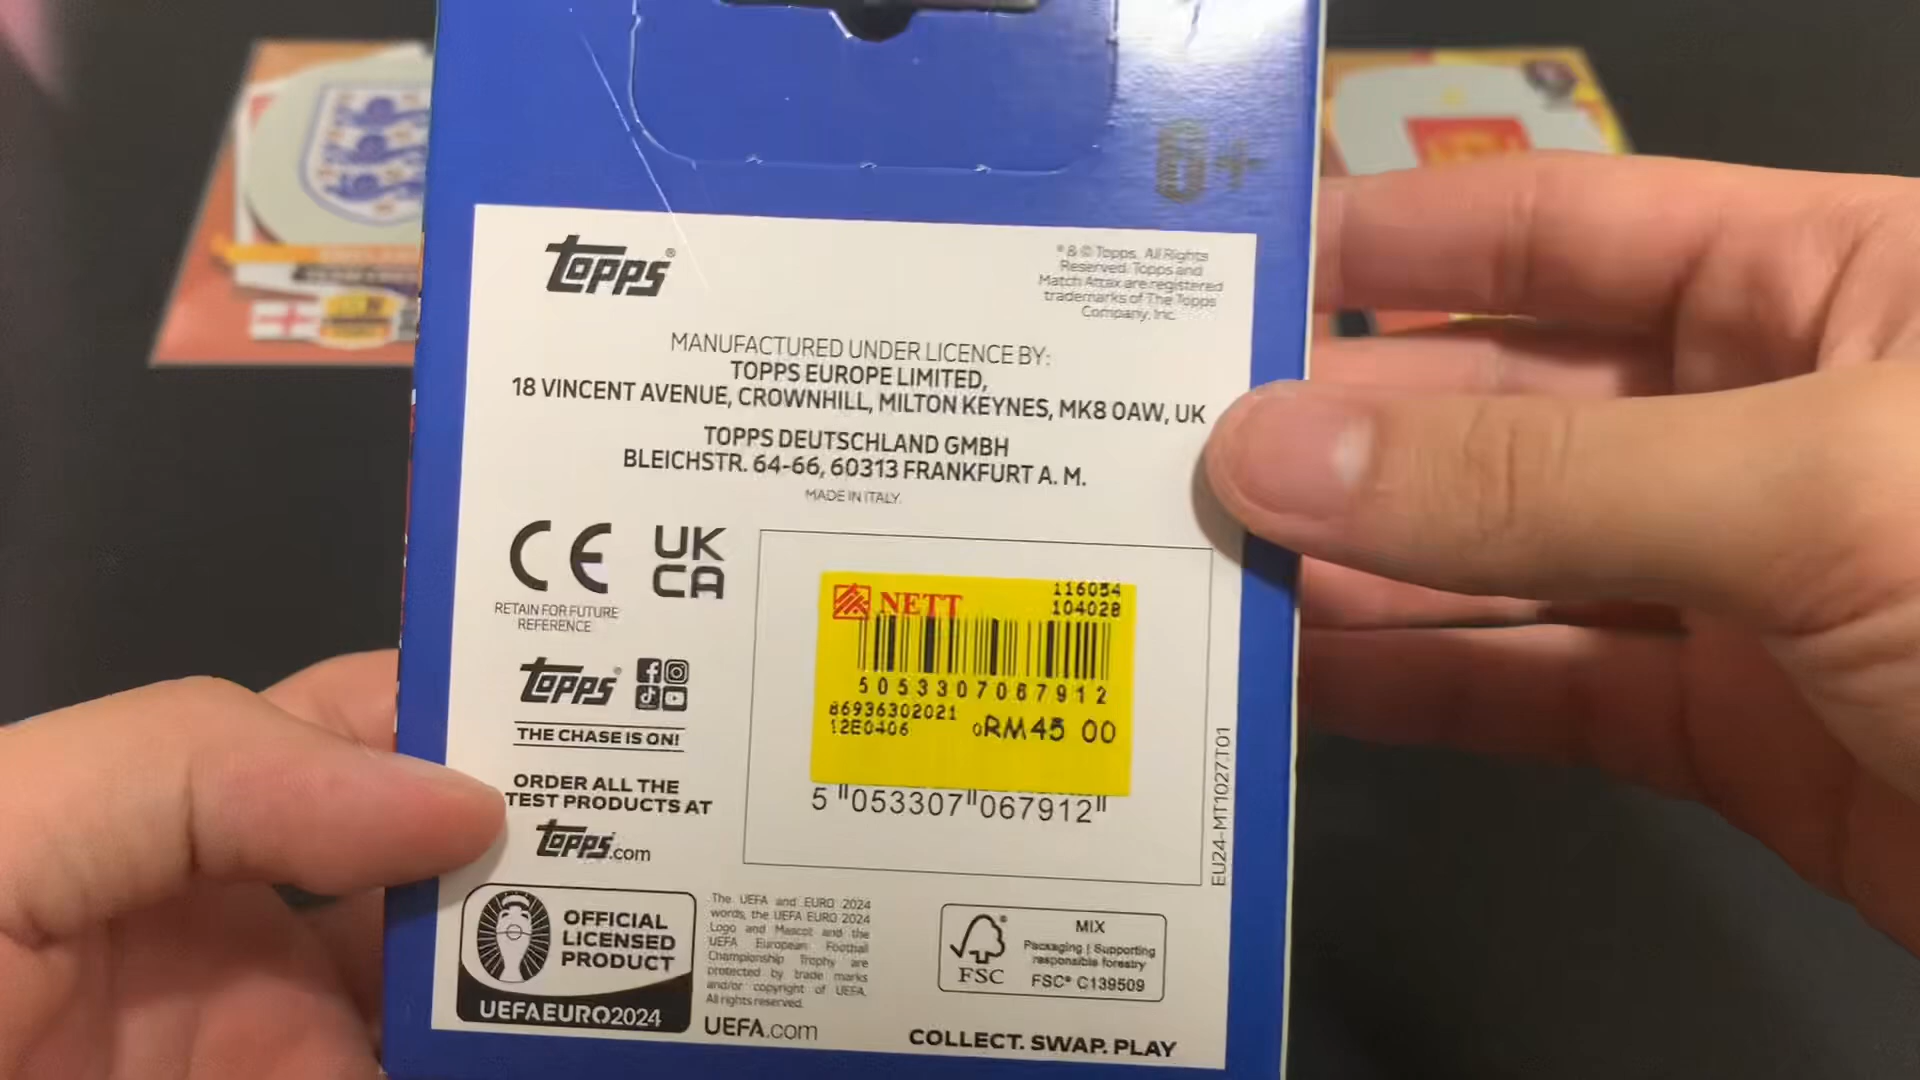 6+
Topps®
® & © Topps. All Rights
Reserved. Topps and
Match Attax are registered
trademarks of The Topps
Company, Inc.
MANUFACTURED UNDER LICENCE BY:
TOPPS EUROPE LIMITED,
18 VINCENT AVENUE, CROWNHILL, MILTON KEYNES, MK8 0AW, UK
TOPPS DEUTSCHLAND GMBH
BLEICHSTR. 64-66, 60313 FRANKFURT A. M.
MADE IN ITALY.
CE
UK
CA
RETAIN FOR FUTURE
REFERENCE
Topps®
THE CHASE IS ON!
ORDER ALL THE
TEST PRODUCTS AT
Topps.com
NETT
116054
104028
5053307067912
86936302021
12E0406
RM45 00
5 053307 067912
EU24-MT1027.T01
OFFICIAL
LICENSED
PRODUCT
UEFAEURO2024
The UEFA and EURO 2024
words, the UEFA EURO 2024
Logo and Mascot and the
UEFA European Football
Championship Trophy are
protected by trade marks
and/or copyright of UEFA.
All rights reserved.
UEFA.com
FSC
MIX
Packaging | Supporting
responsible forestry
FSC® C139509
COLLECT. SWAP. PLAY